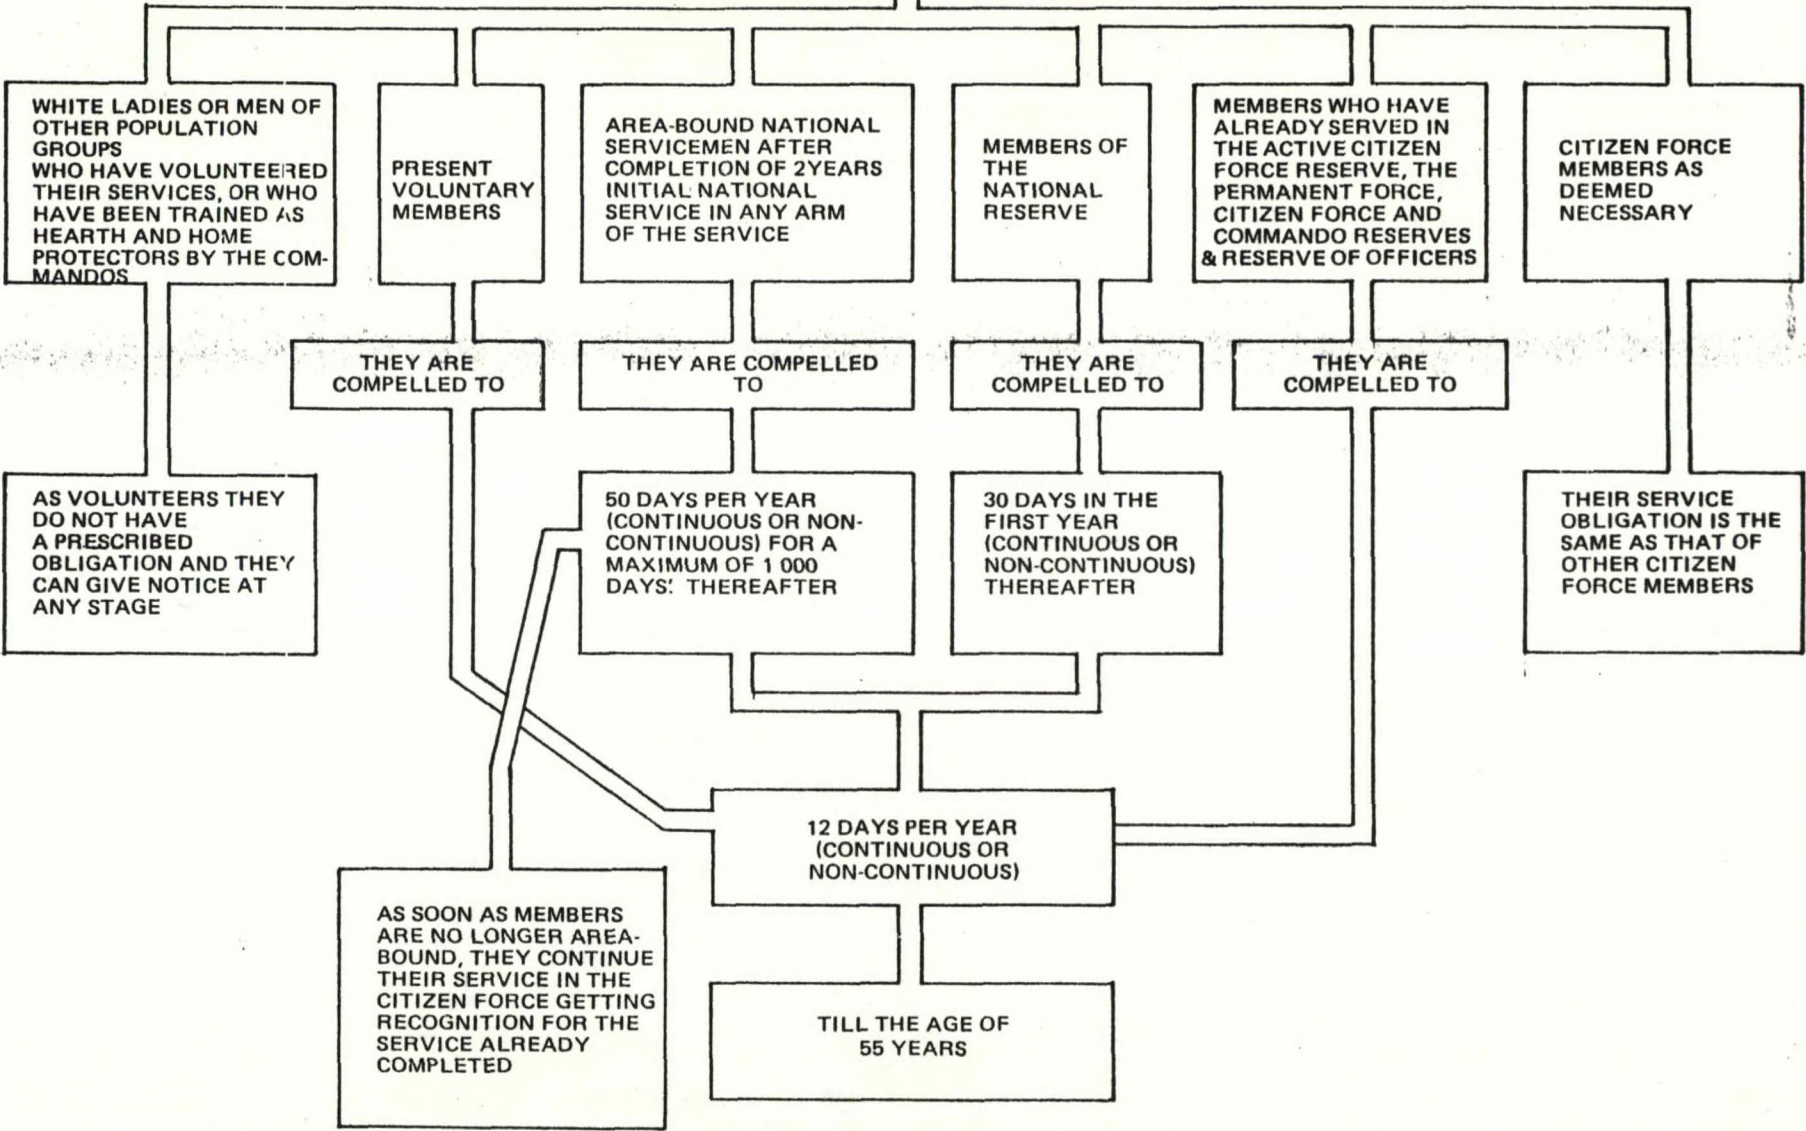 WHITE LADIES OR MEN OF
OTHER POPULATION
GROUPS
WHO HAVE VOLUNTEERED
THEIR SERVICES, OR WHO
HAVE BEEN TRAINED AS
HEARTH AND HOME
PROTECTORS BY THE COM-
MANDOS
PRESENT
VOLUNTARY
MEMBERS
AREA-BOUND NATIONAL
SERVICEMEN AFTER
COMPLETION OF 2YEARS
INITIAL NATIONAL
SERVICE IN ANY ARM
OF THE SERVICE
MEMBERS OF
THE
NATIONAL
RESERVE
MEMBERS WHO HAVE
ALREADY SERVED IN
THE ACTIVE CITIZEN
FORCE RESERVE, THE
PERMANENT FORCE,
CITIZEN FORCE AND
COMMANDO RESERVES
& RESERVE OF OFFICERS
CITIZEN FORCE
MEMBERS AS
DEEMED
NECESSARY
THEY ARE
COMPELLED TO
THEY ARE COMPELLED
TO
THEY ARE
COMPELLED TO
THEY ARE
COMPELLED TO
AS VOLUNTEERS THEY
DO NOT HAVE
A PRESCRIBED
OBLIGATION AND THEY
CAN GIVE NOTICE AT
ANY STAGE
50 DAYS PER YEAR
(CONTINUOUS OR NON-
CONTINUOUS) FOR A
MAXIMUM OF 1 000
DAYS: THEREAFTER
30 DAYS IN THE
FIRST YEAR
(CONTINUOUS OR
NON-CONTINUOUS)
THEREAFTER
THEIR SERVICE
OBLIGATION IS THE
SAME AS THAT OF
OTHER CITIZEN
FORCE MEMBERS
12 DAYS PER YEAR
(CONTINUOUS OR
NON-CONTINUOUS)
AS SOON AS MEMBERS
ARE NO LONGER AREA-
BOUND, THEY CONTINUE
THEIR SERVICE IN THE
CITIZEN FORCE GETTING
RECOGNITION FOR THE
SERVICE ALREADY
COMPLETED
TILL THE AGE OF
55 YEARS